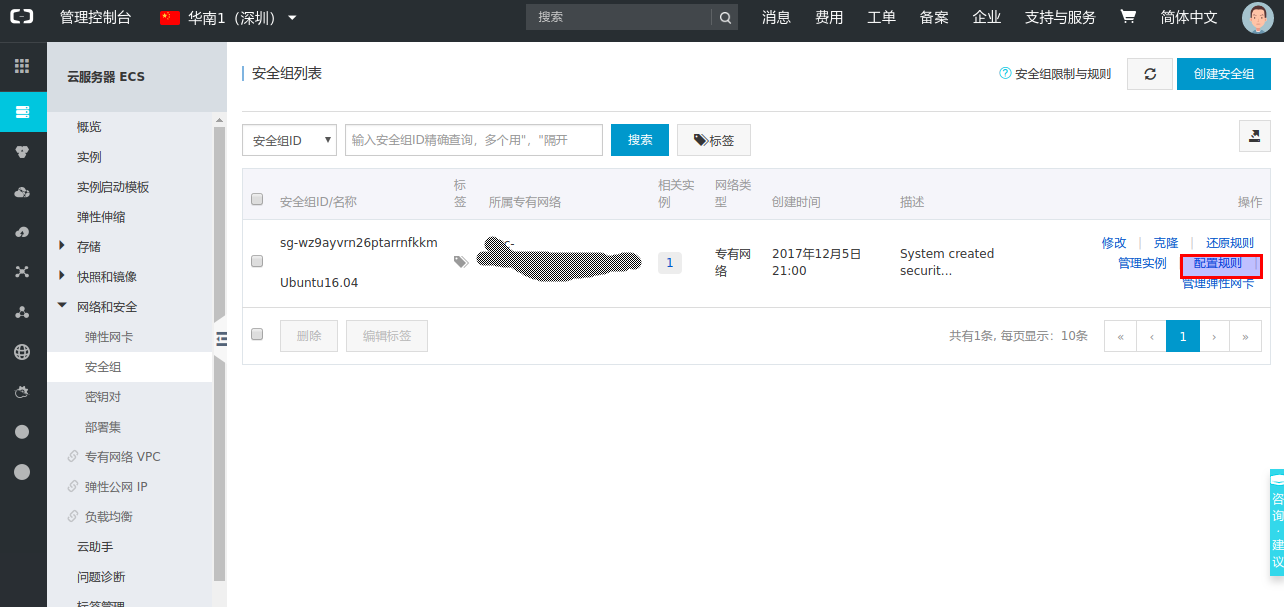 管理控制台 华南1（深圳） 搜索 消息 费用 工单 备案 企业 支持与服务 简体中文
云服务器 ECS
概览
实例
实例启动模板
弹性伸缩
存储
快照和镜像
网络和安全
弹性网卡
安全组
密钥对
部署集
专有网络 VPC
弹性公网 IP
负载均衡
云助手
问题诊断
标签管理
安全组列表 安全组限制与规则 创建安全组
安全组ID 输入安全组ID精确查询，多个用"，"隔开 搜索 标签
安全组ID/名称 标签 所属专有网络 相关实例 网络类型 创建时间 描述 操作
sg-wz9ayvrn26ptarrnfkkm
Ubuntu16.04
1
专有网
络
2017年12月5日
21:00
System created
securit...
修改 | 克隆 | 还原规则
管理实例 配置规则
管理弹性网卡
删除 编辑标签 共有1条, 每页显示：10条 « ‹ 1 › »
咨询·建议